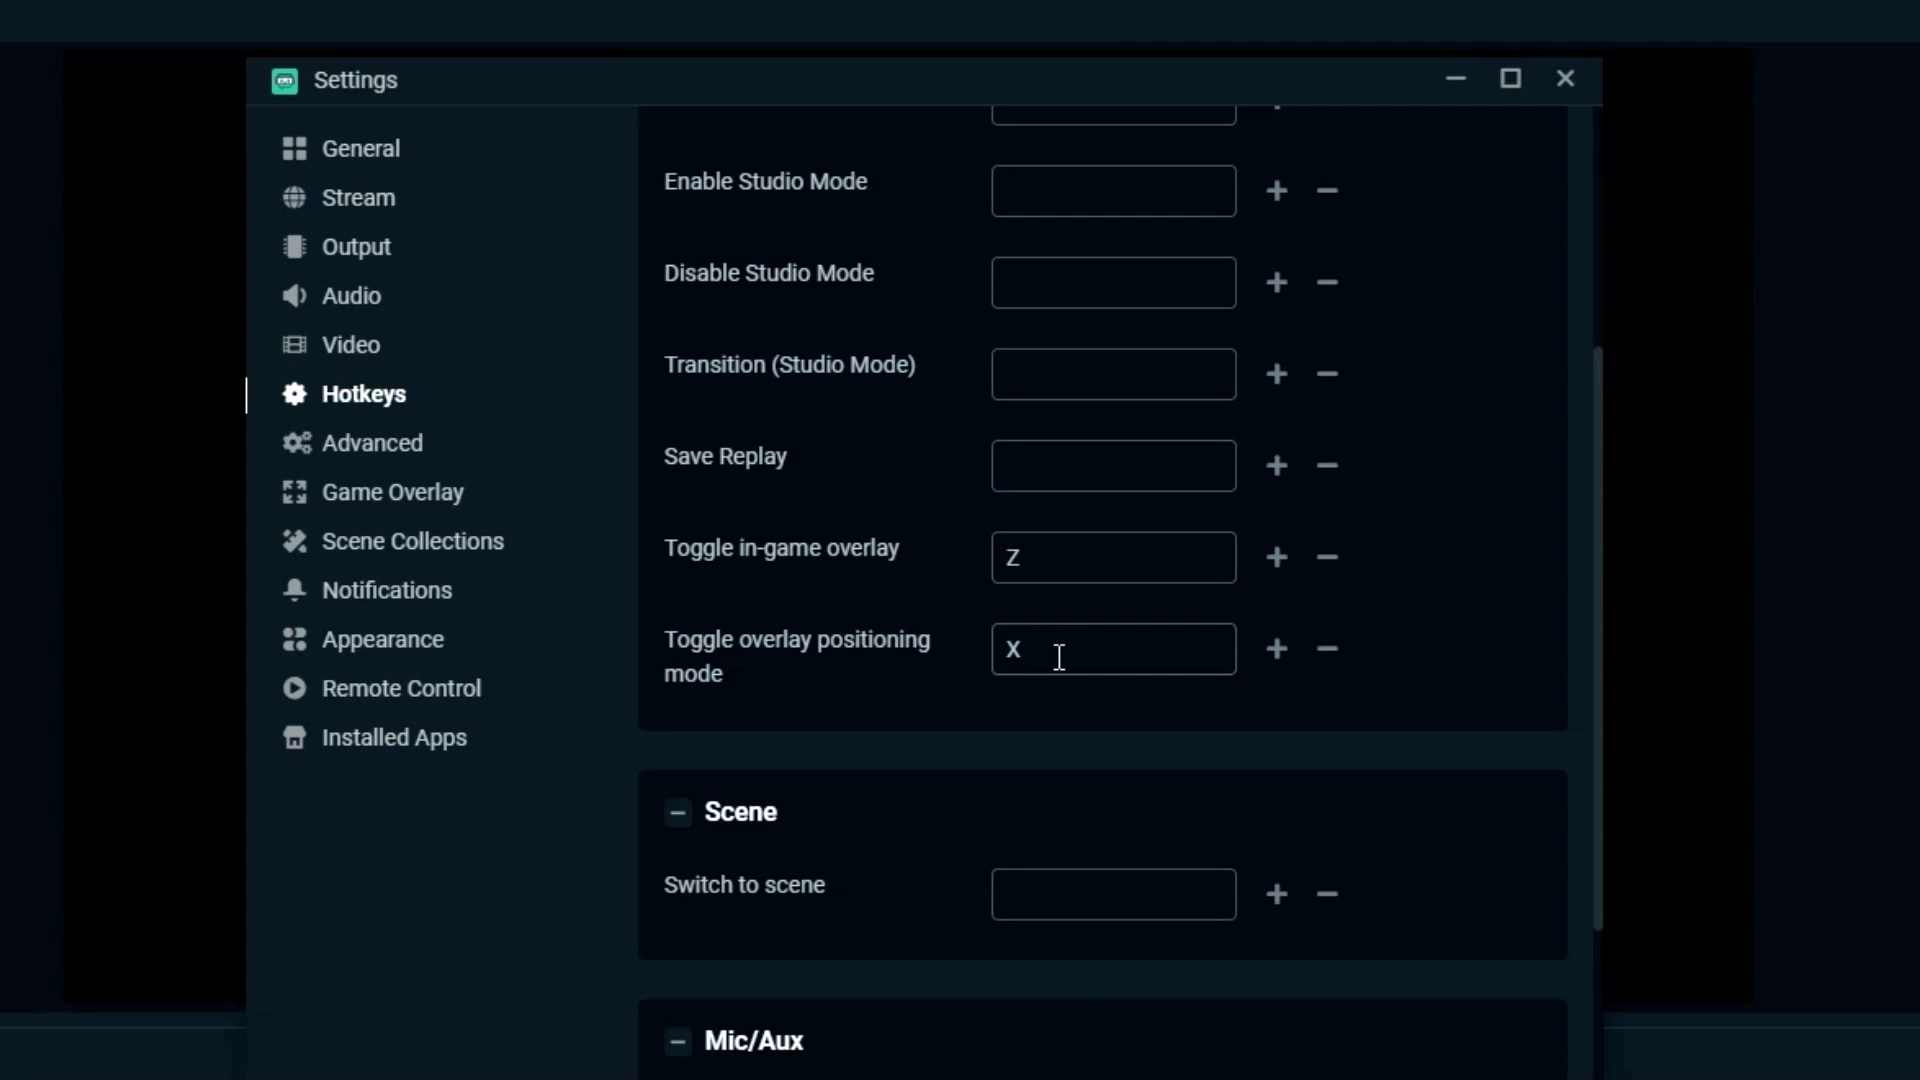 Settings
General
Stream
Output
Audio
Video
Hotkeys
Advanced
Game Overlay
Scene Collections
Notifications
Appearance
Remote Control
Installed Apps
Enable Studio Mode
Disable Studio Mode
Transition (Studio Mode)
Save Replay
Toggle in-game overlay
Z
Toggle overlay positioning
mode
X
Scene
Switch to scene
Mic/Aux